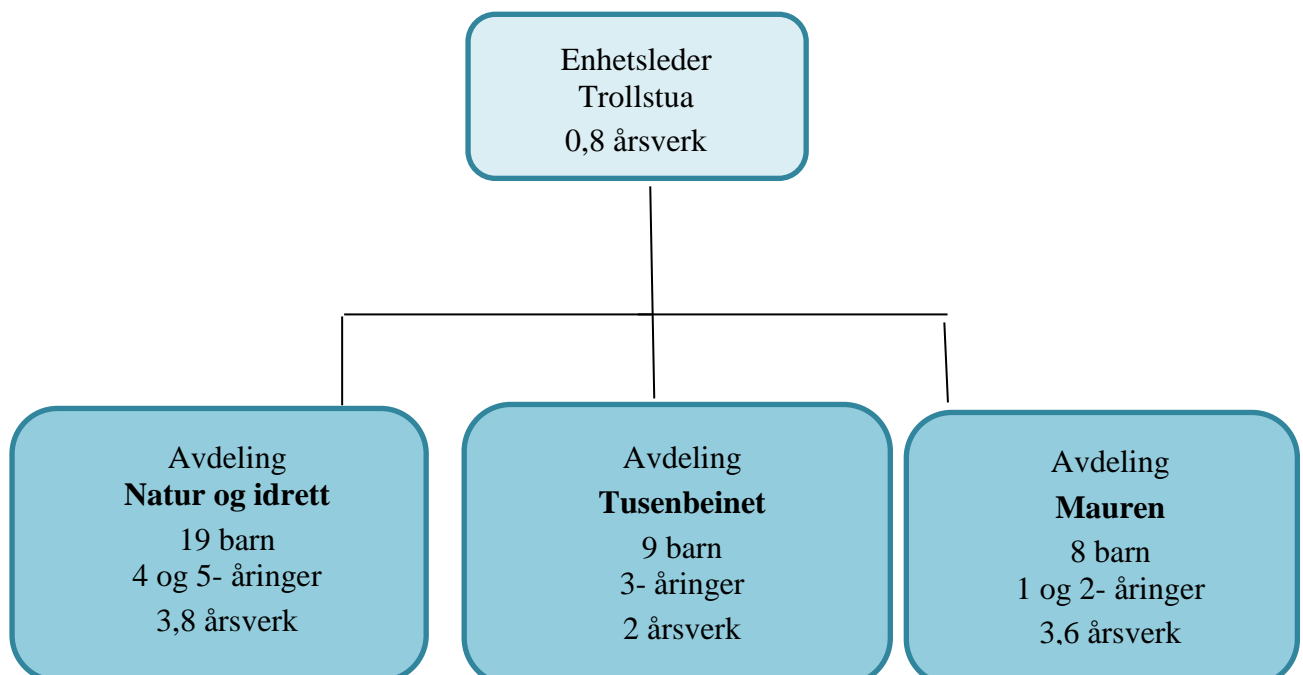 Enhetsleder
Trollstua
0,8 årsverk
Avdeling
Natur og idrett
19 barn
4 og 5- åringer
3,8 årsverk
Avdeling
Tusenbeinet
9 barn
3- åringer
2 årsverk
Avdeling
Mauren
8 barn
1 og 2- åringer
3,6 årsverk